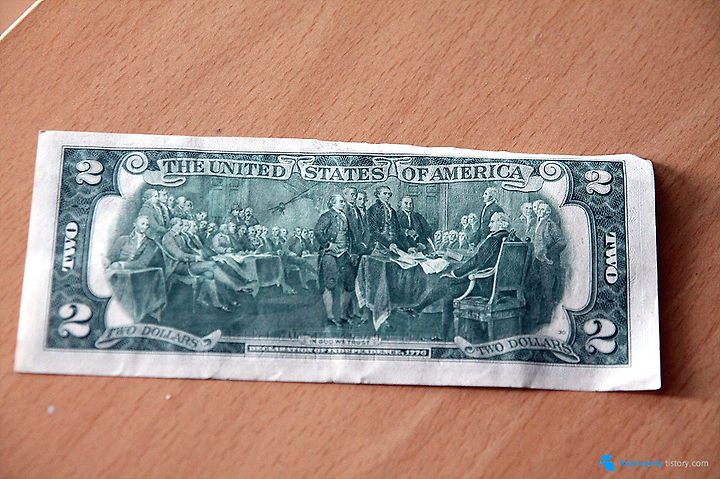 THE UNITED STATES OF AMERICA
2 2
TWO TWO
2 2
TWO DOLLARS TWO DOLLARS
IN GOD WE TRUST
DECLARATION OF INDEPENDENCE, 1776
tistory.com